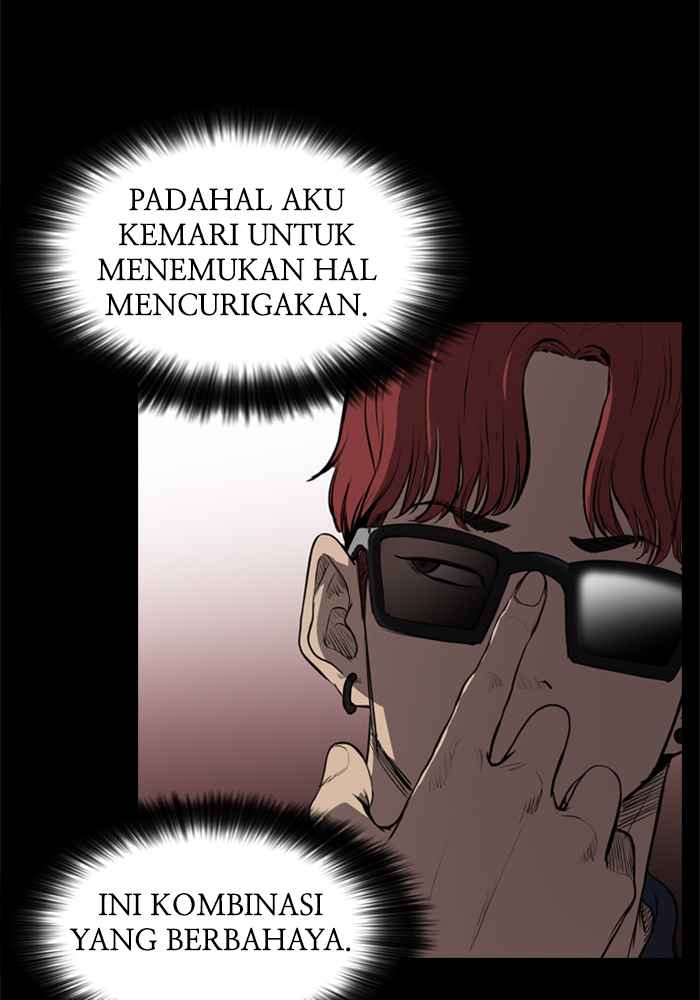 PADAHAL AKU
KEMARI UNTUK
MENEMUKAN HAL
MENCURIGAKAN.
INI KOMBINASI
YANG BERBAHAYA.